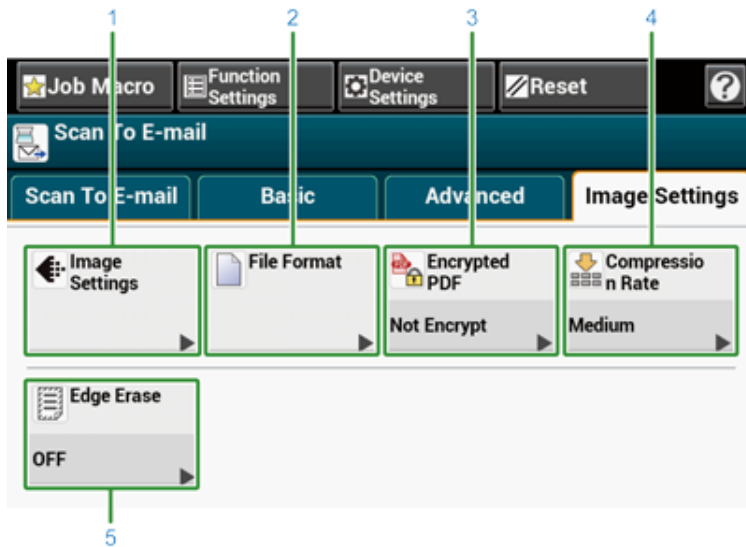 1 2 3 4
Job Macro Function Settings Device Settings Reset ?
Scan To E-mail
Scan To E-mail Basic Advanced Image Settings
Image Settings
File Format
Encrypted PDF
Not Encrypt
Compressio
n Rate
Medium
Edge Erase
OFF
5